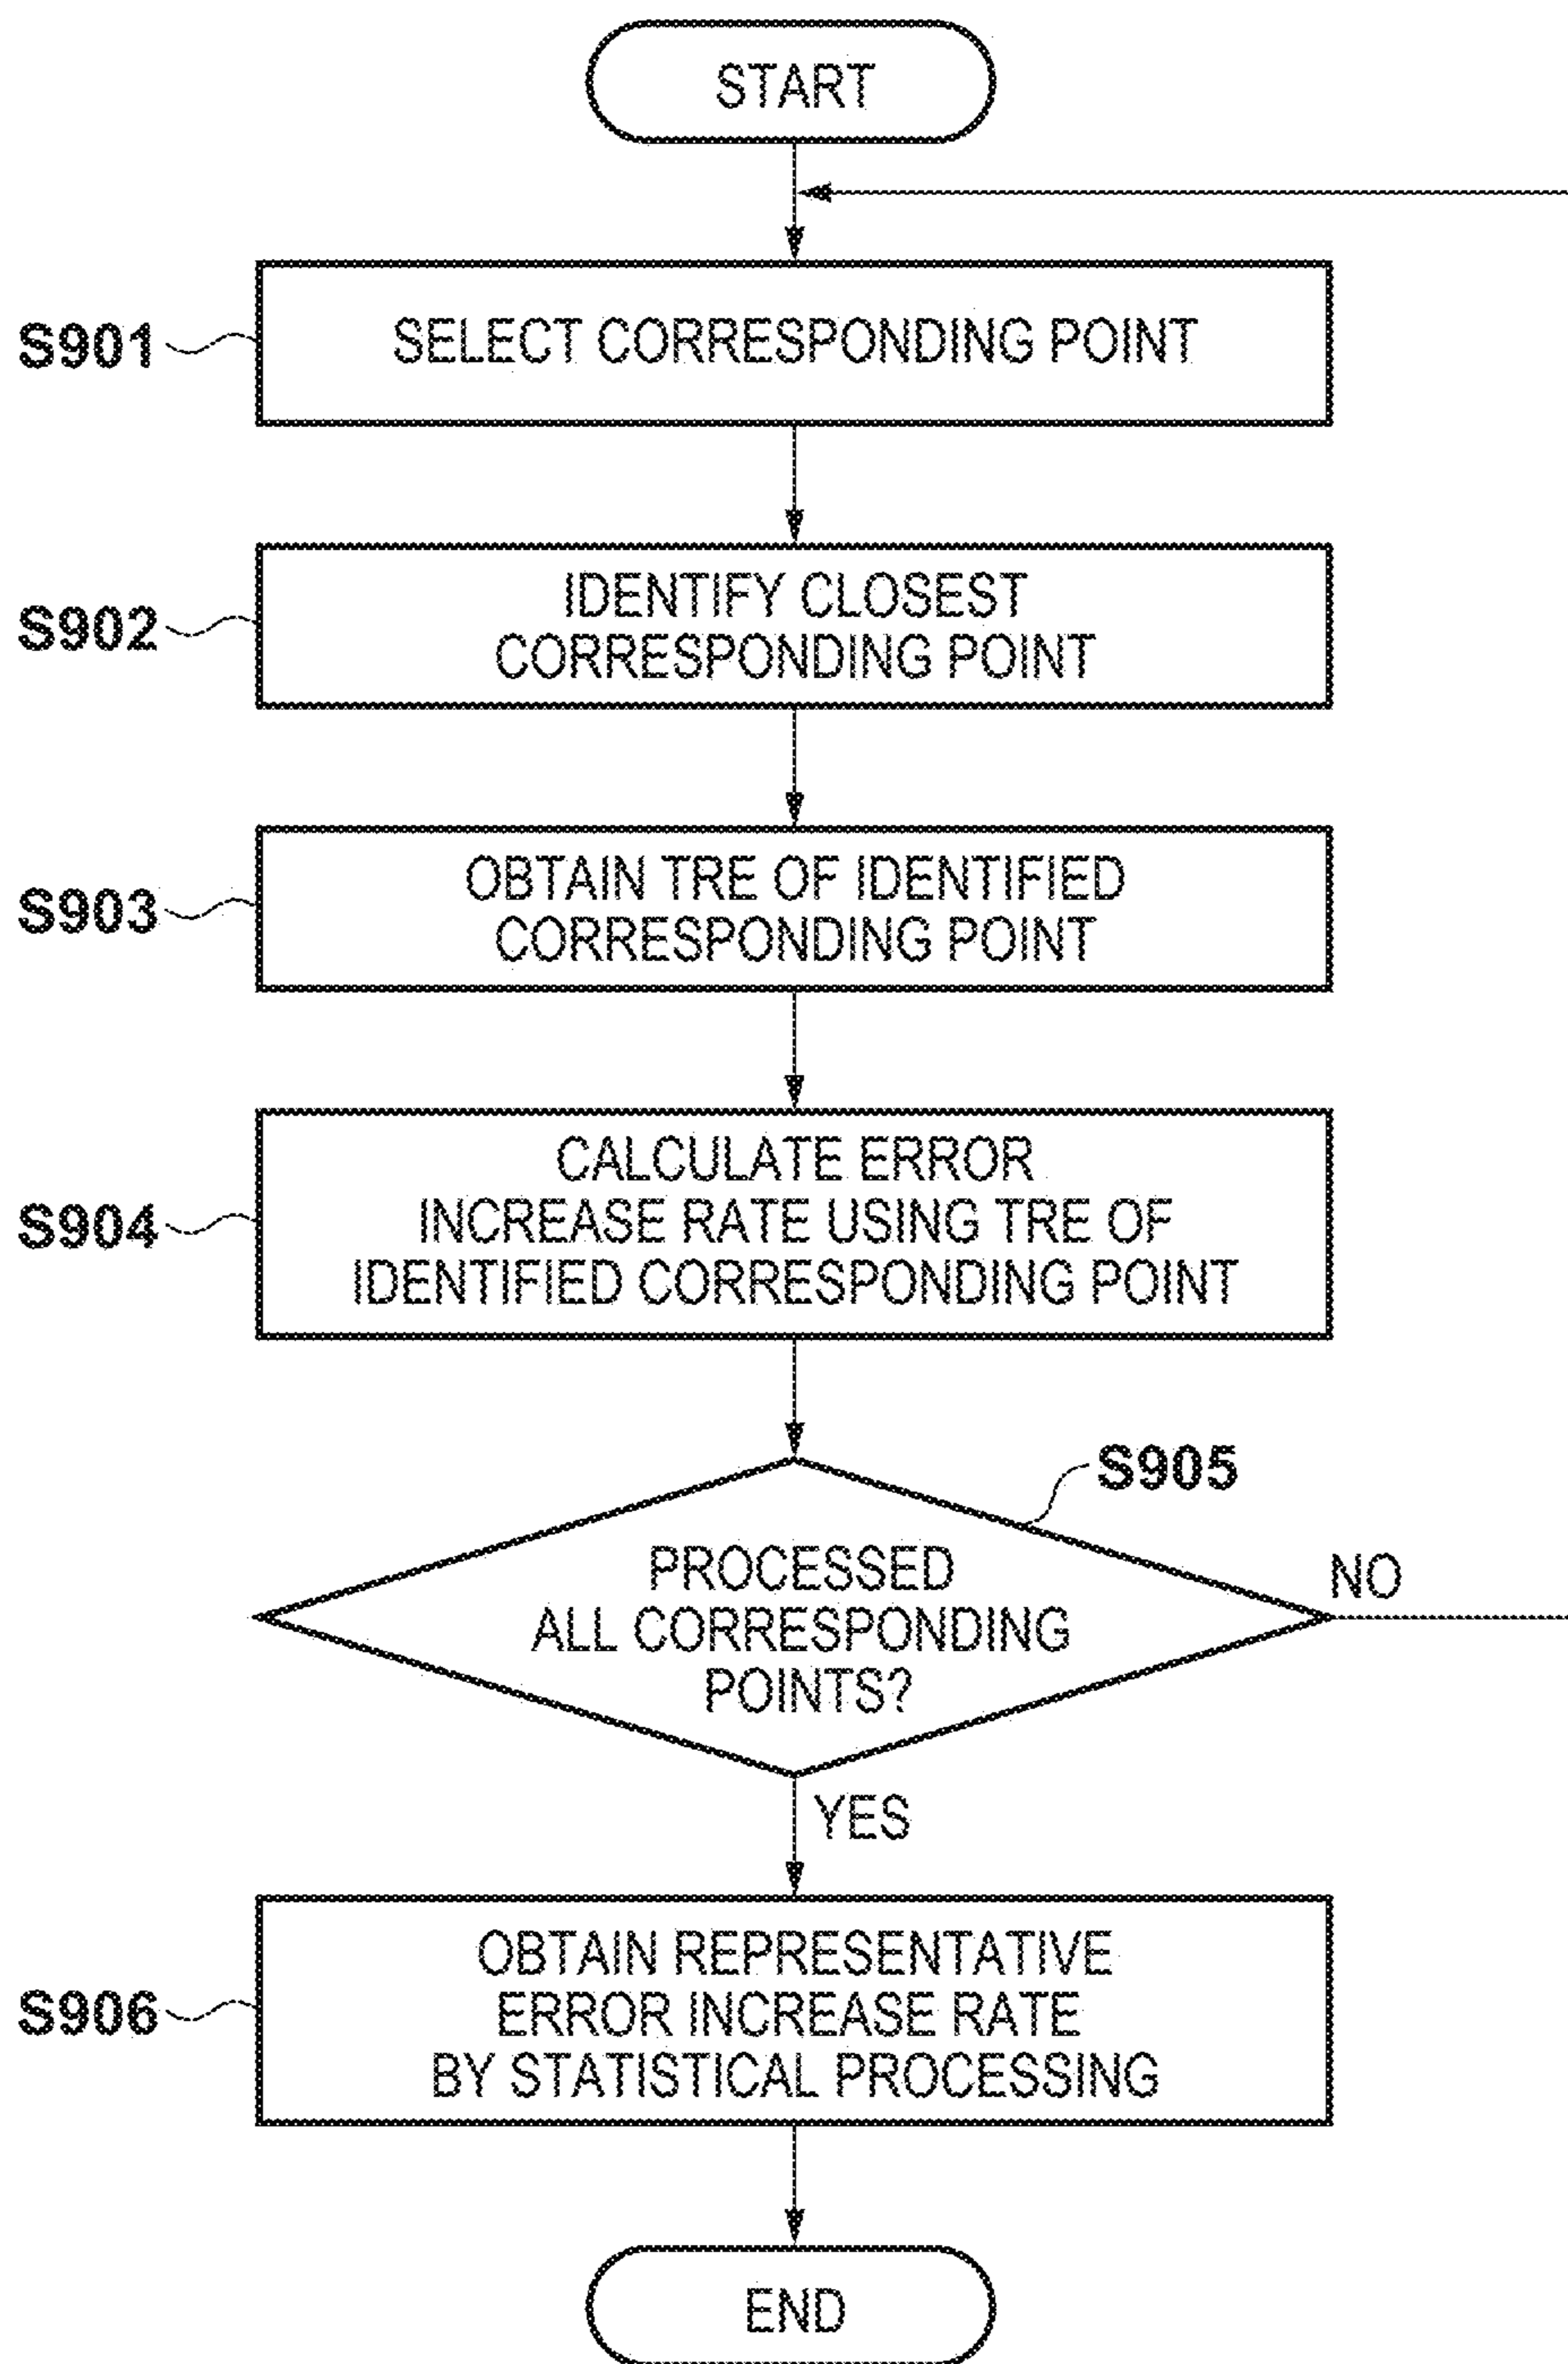 START
S901
SELECT CORRESPONDING POINT
S902
IDENTIFY CLOSEST
CORRESPONDING POINT
S903
OBTAIN TRE OF IDENTIFIED
CORRESPONDING POINT
S904
CALCULATE ERROR
INCREASE RATE USING TRE OF
IDENTIFIED CORRESPONDING POINT
S905
PROCESSED
ALL CORRESPONDING
POINTS?
NO
YES
S906
OBTAIN REPRESENTATIVE
ERROR INCREASE RATE
BY STATISTICAL PROCESSING
END